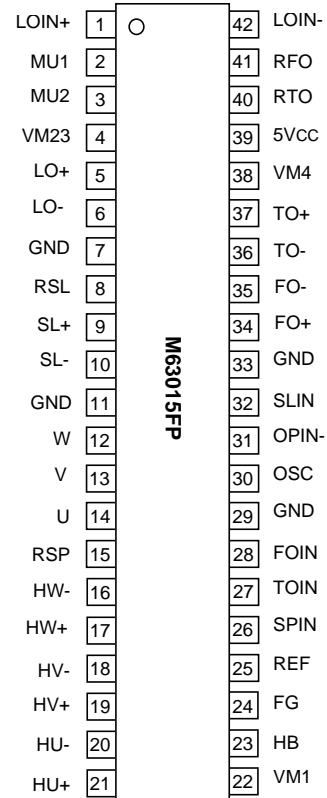 LOIN+ 1 42 LOIN-
MU1 2 41 RFO
MU2 3 40 RTO
VM23 4 39 5VCC
LO+ 5 38 VM4
LO- 6 37 TO+
GND 7 36 TO-
RSL 8 35 FO-
SL+ 9 34 FO+
SL- 10 33 GND
GND 11 32 SLIN
W 12 31 OPIN-
V 13 30 OSC
U 14 29 GND
RSP 15 28 FOIN
HW- 16 27 TOIN
HW+ 17 26 SPIN
HV- 18 25 REF
HV+ 19 24 FG
HU- 20 23 HB
HU+ 21 22 VM1
M63015FP